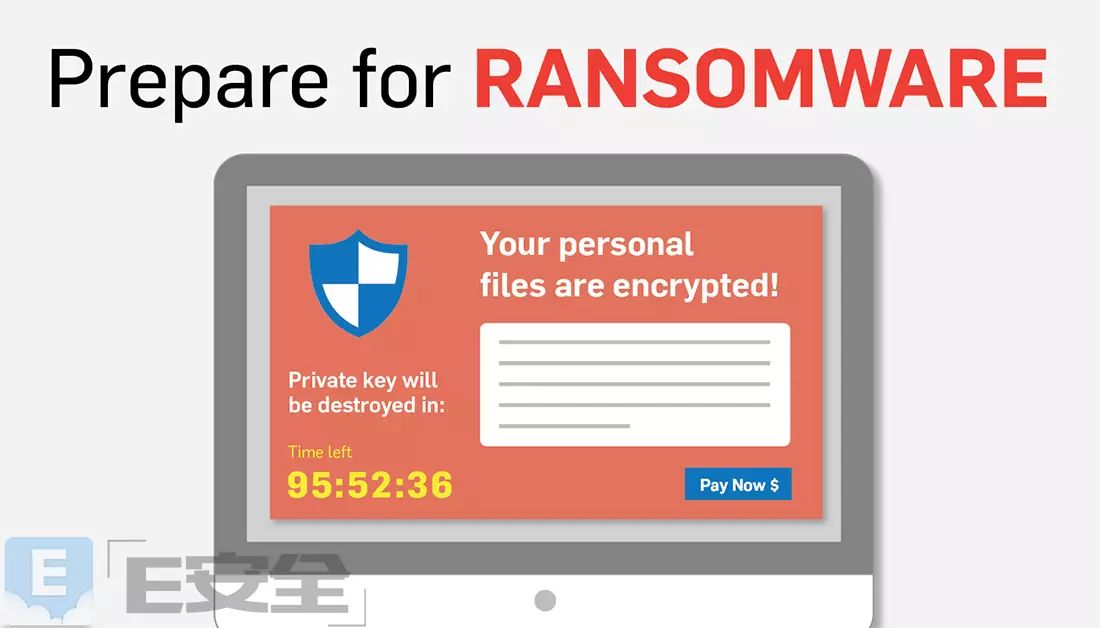 Prepare for RANSOMWARE
Your personal
files are encrypted!
Private key will
be destroyed in:
Time left
95:52:36
Pay Now $
E
E安全